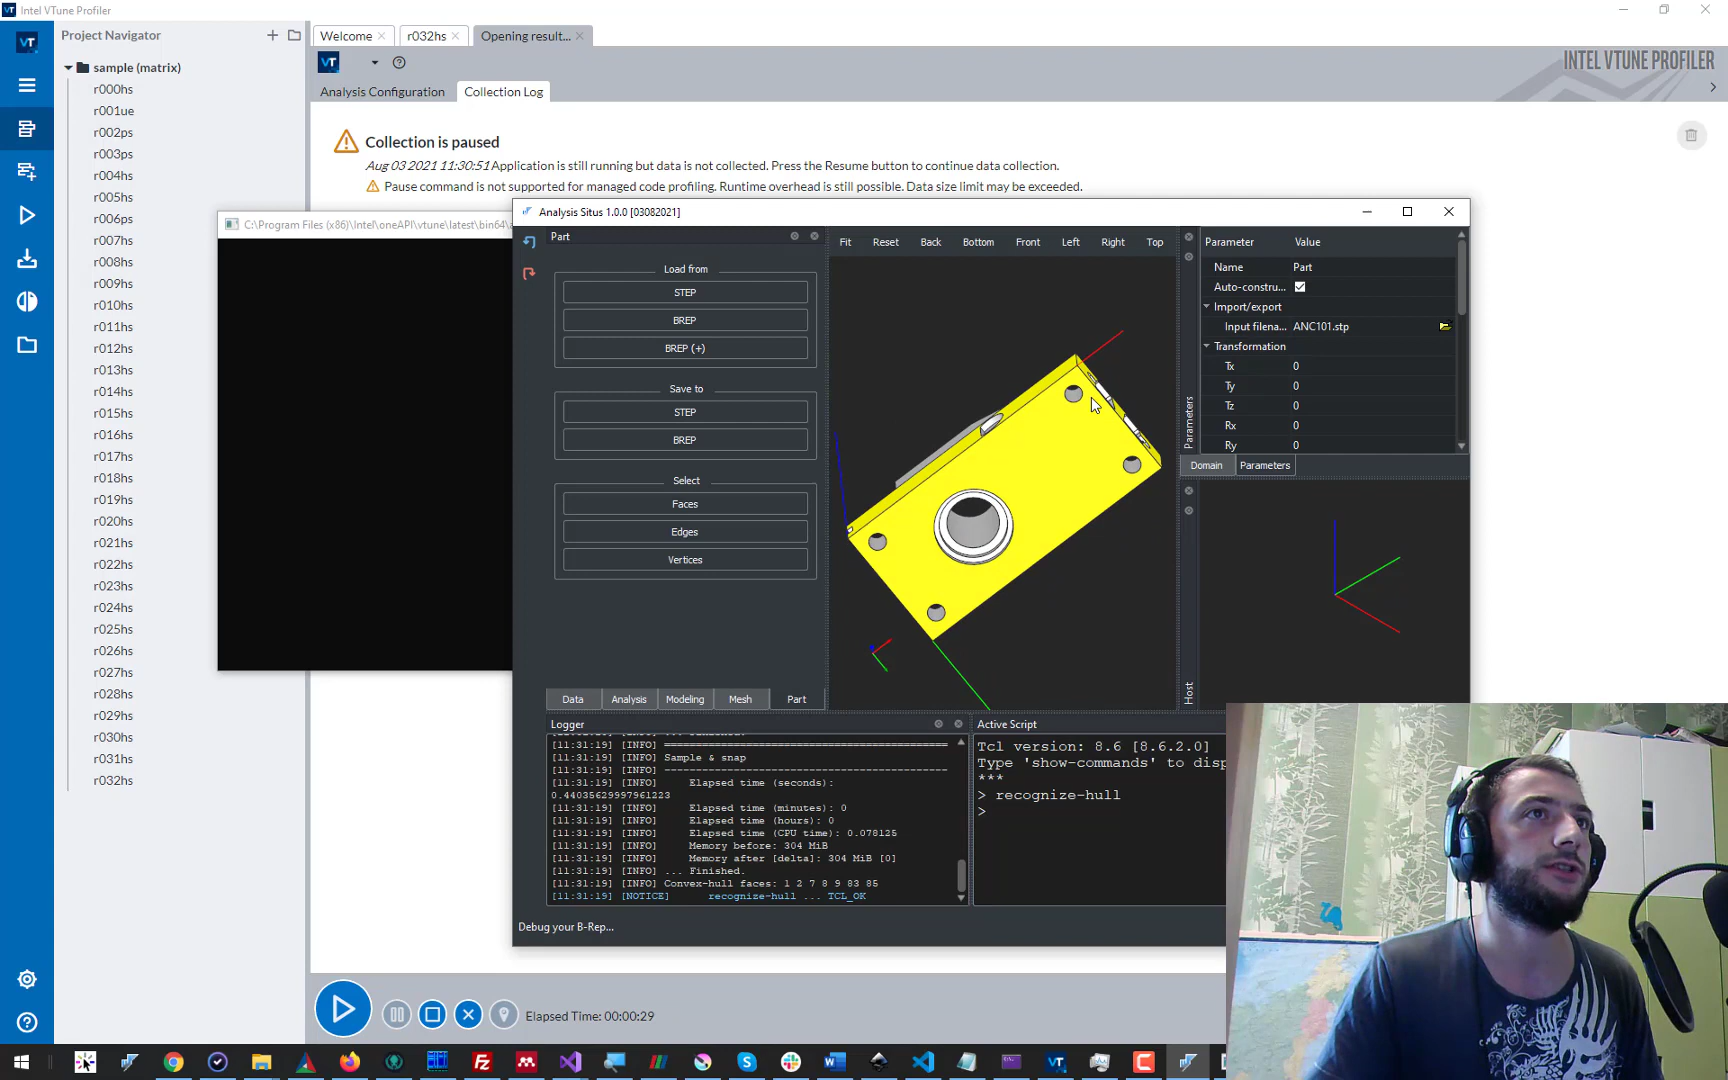 Intel VTune Profiler
Project Navigator
sample (matrix)
r000hs
r001ue
r002ps
r003ps
r004hs
r005hs
r006ps
r007hs
r008hs
r009hs
r010hs
r011hs
r012hs
r013hs
r014hs
r015hs
r016hs
r017hs
r018hs
r019hs
r020hs
r021hs
r022hs
r023hs
r024hs
r025hs
r026hs
r027hs
r028hs
r029hs
r030hs
r031hs
r032hs
Welcome
r032hs
Opening result...
INTEL VTUNE PROFILER
Analysis Configuration
Collection Log
Collection is paused
Aug 03 2021 11:30:51 Application is still running but data is not collected. Press the Resume button to continue data collection.
Pause command is not supported for managed code profiling. Runtime overhead is still possible. Data size limit may be exceeded.
C:\Program Files (x86)\Intel\oneAPI\vtune\latest\bin64\
Analysis Situs 1.0.0 [03082021]
Part
Load from
STEP
BREP
BREP (+)
Save to
STEP
BREP
Select
Faces
Edges
Vertices
Data
Analysis
Modeling
Mesh
Part
Fit
Reset
Back
Bottom
Front
Left
Right
Top
Parameters
Parameter
Value
Name
Part
Auto-constru...
Import/export
Input filena...
ANC101.stp
Transformation
Tx
0
Ty
0
Tz
0
Rx
0
Ry
0
Domain
Parameters
Host
Logger
[11:31:19] [INFO] ═══════════════
[11:31:19] [INFO] Sample & snap
[11:31:19] [INFO] ---------------
[11:31:19] [INFO] Elapsed time (seconds):
0.44035629997961223
[11:31:19] [INFO] Elapsed time (minutes): 0
[11:31:19] [INFO] Elapsed time (hours): 0
[11:31:19] [INFO] Elapsed time (CPU time): 0.078125
[11:31:19] [INFO] Memory before: 304 MiB
[11:31:19] [INFO] Memory after [delta]: 304 MiB [0]
[11:31:19] [INFO] ... Finished.
[11:31:19] [INFO] Convex-hull faces: 1 2 7 8 9 83 85
[11:31:19] [NOTICE] recognize-hull ... TCL_OK
Active Script
Tcl version: 8.6 [8.6.2.0]
Type 'show-commands' to disp
***
> recognize-hull
>
Debug your B-Rep...
Elapsed Time: 00:00:29